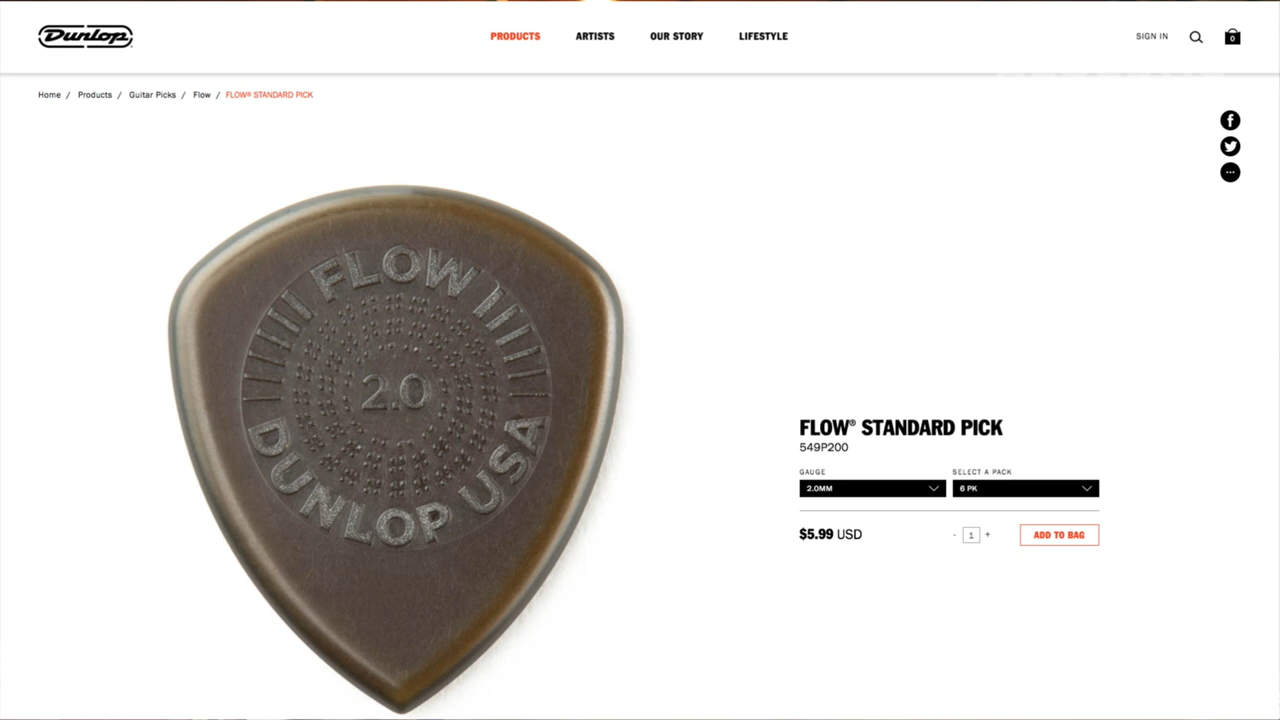 Dunlop
PRODUCTS ARTISTS OUR STORY LIFESTYLE
SIGN IN
0
Home / Products / Guitar Picks / Flow / FLOW® STANDARD PICK
FLOW
2.0
DUNLOP USA
FLOW® STANDARD PICK
549P200
GAUGE SELECT A PACK
2.0MM 6 PK
$5.99 USD - 1 + ADD TO BAG